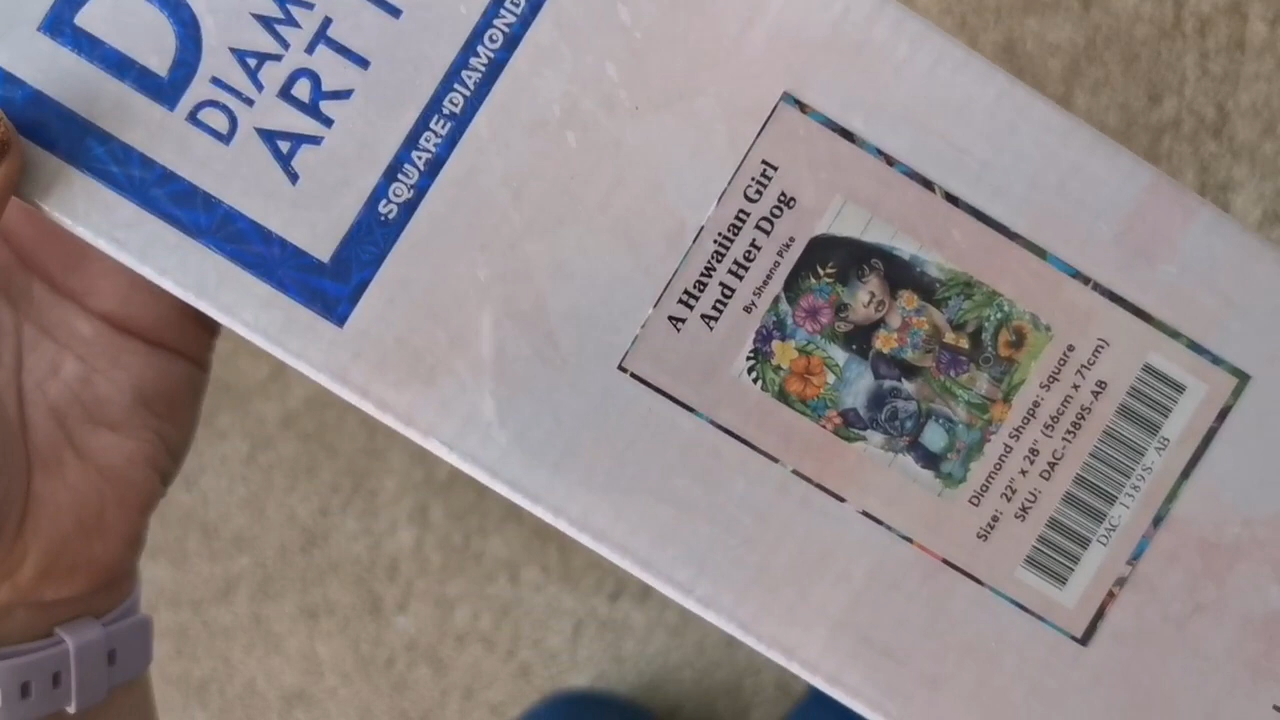 D
DIAM
ART
SQUARE DIAMOND
A Hawaiian Girl
And Her Dog
By Sheena Pike
Diamond Shape: Square
Size: 22" x 28" (56cm x 71cm)
SKU: DAC-1389S-AB
DAC-1389S-AB